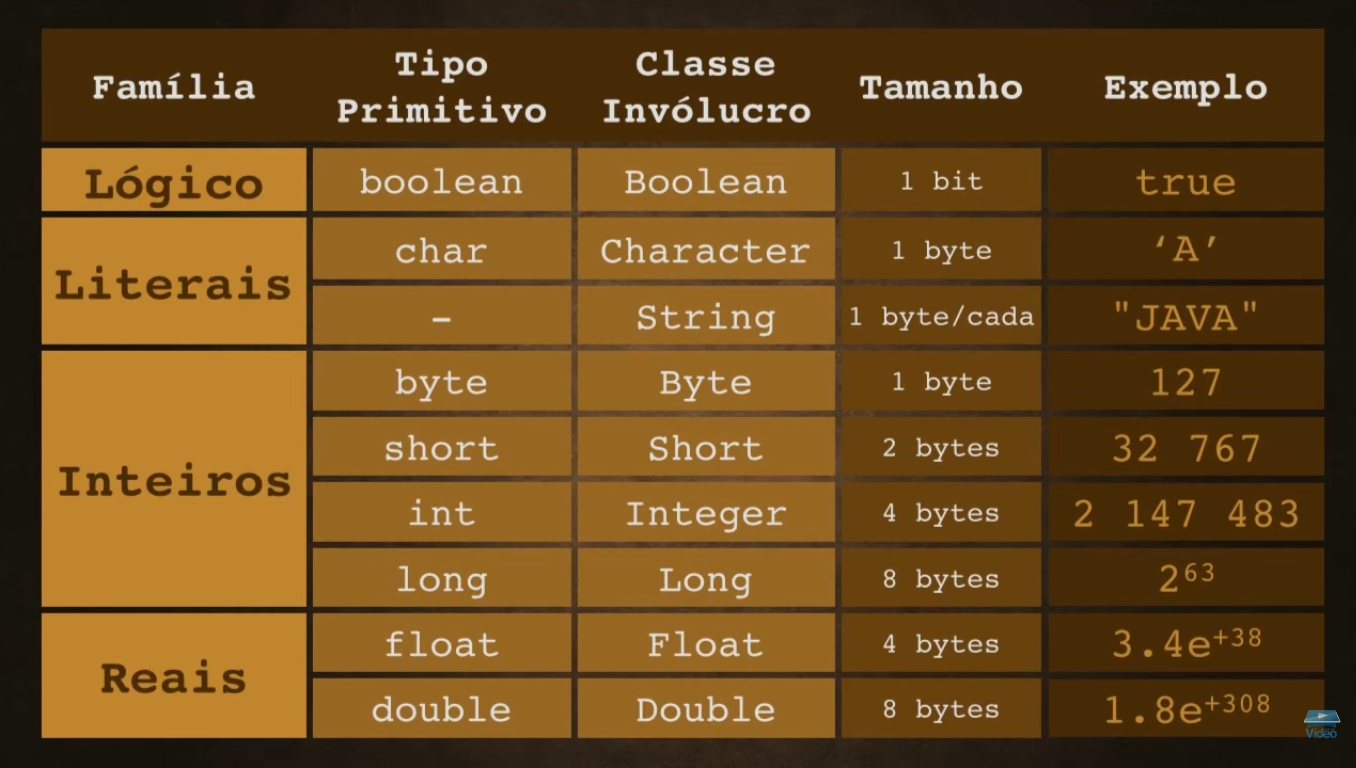 Família
Tipo
Primitivo
Classe
Invólucro
Tamanho
Exemplo
Lógico
boolean
Boolean
1 bit
true
Literais
char
Character
1 byte
‘A’
–
String
1 byte/cada
"JAVA"
Inteiros
byte
Byte
1 byte
127
short
Short
2 bytes
32 767
int
Integer
4 bytes
2 147 483
long
Long
8 bytes
2⁶³
Reais
float
Float
4 bytes
3.4e⁺³⁸
double
Double
8 bytes
1.8e⁺³⁰⁸
Vídeo